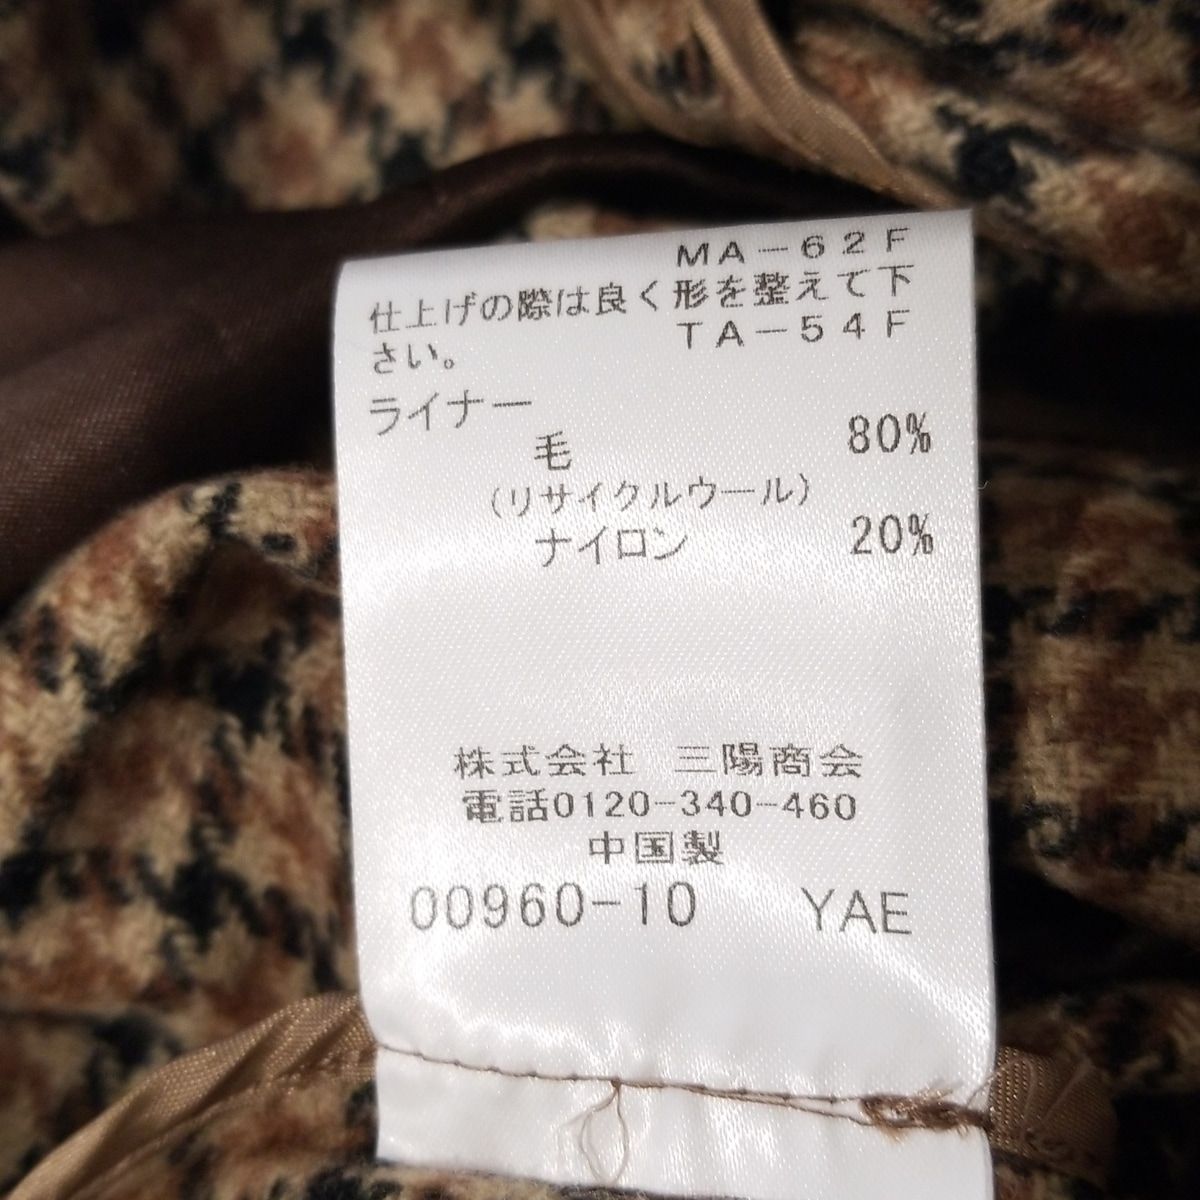 MA－62F
仕上げの際は良く形を整えて下
さい。
TA－54F
ライナー
毛 80%
(リサイクルウール)
ナイロン 20%
株式会社 三陽商会
電話0120-340-460
中国製
00960-10 YAE